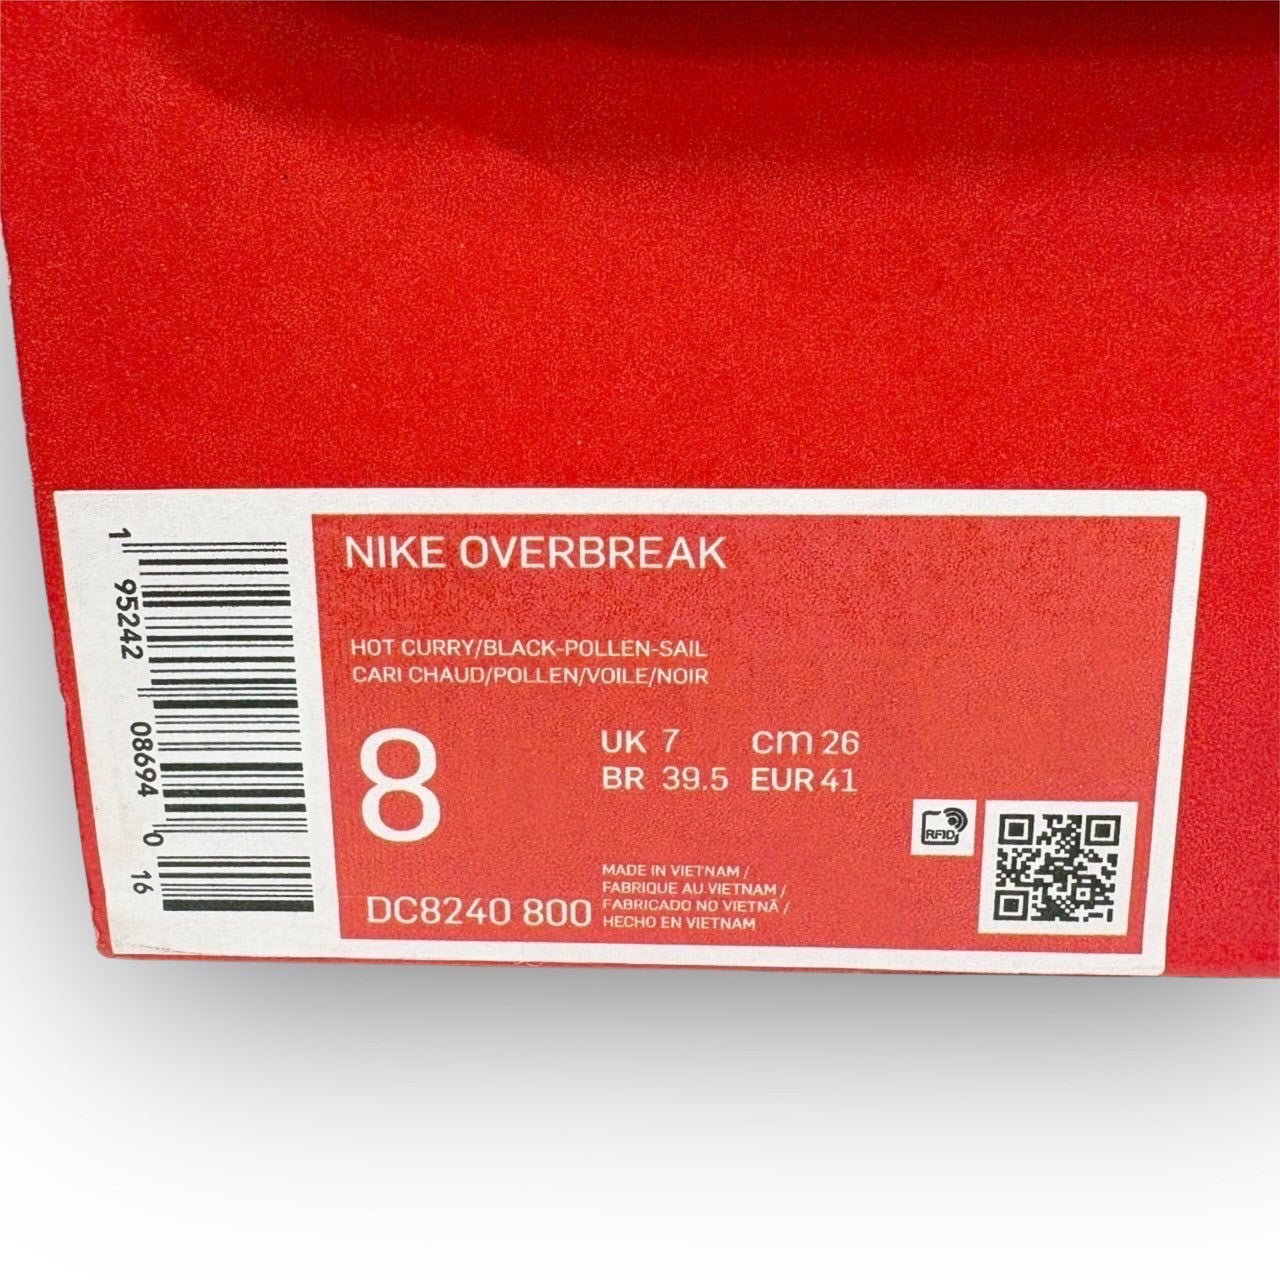 1 95242 08694 0 16
NIKE OVERBREAK
HOT CURRY/BLACK-POLLEN-SAIL
CARI CHAUD/POLLEN/VOILE/NOIR
8
UK 7 cm 26
BR 39.5 EUR 41
RFID
DC8240 800
MADE IN VIETNAM /
FABRIQUE AU VIETNAM /
FABRICADO NO VIETNÃ /
HECHO EN VIETNAM